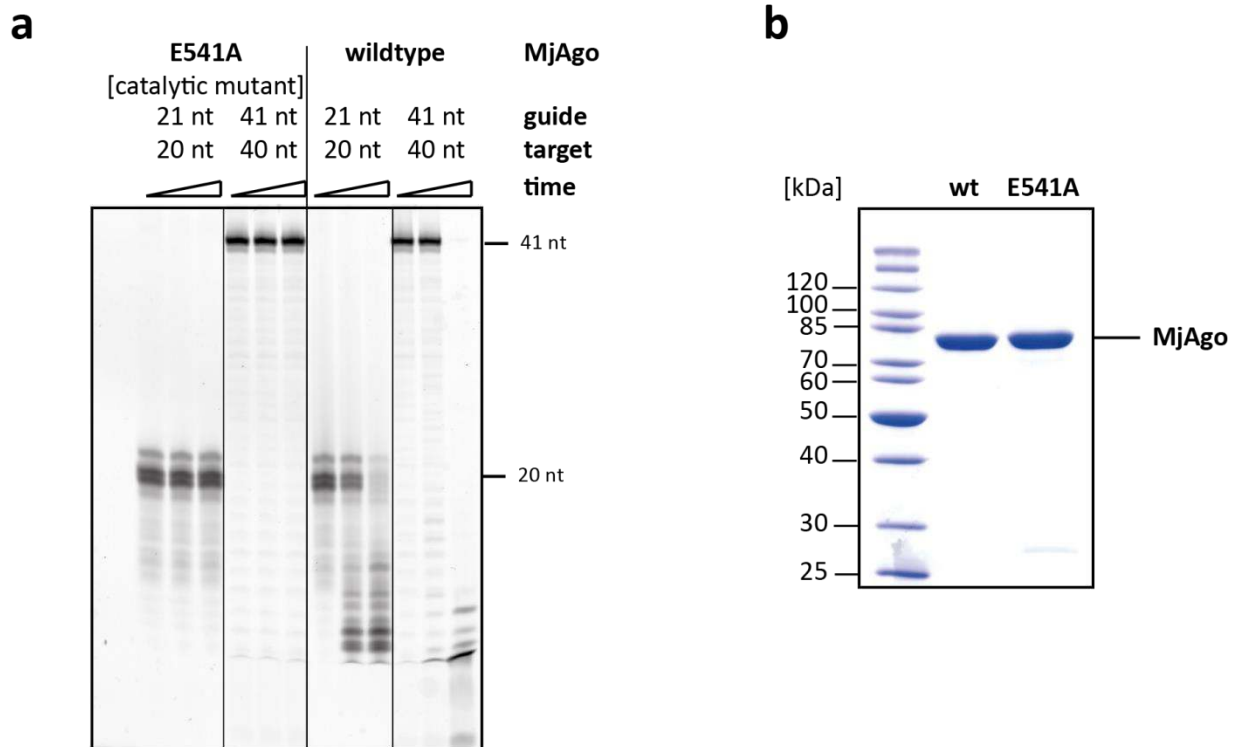 a
E541A wildtype MjAgo
[catalytic mutant]
21 nt 41 nt 21 nt 41 nt guide
20 nt 40 nt 20 nt 40 nt target
time
41 nt
20 nt
b
[kDa] wt E541A
120
100
85
MjAgo
70
60
50
40
30
25